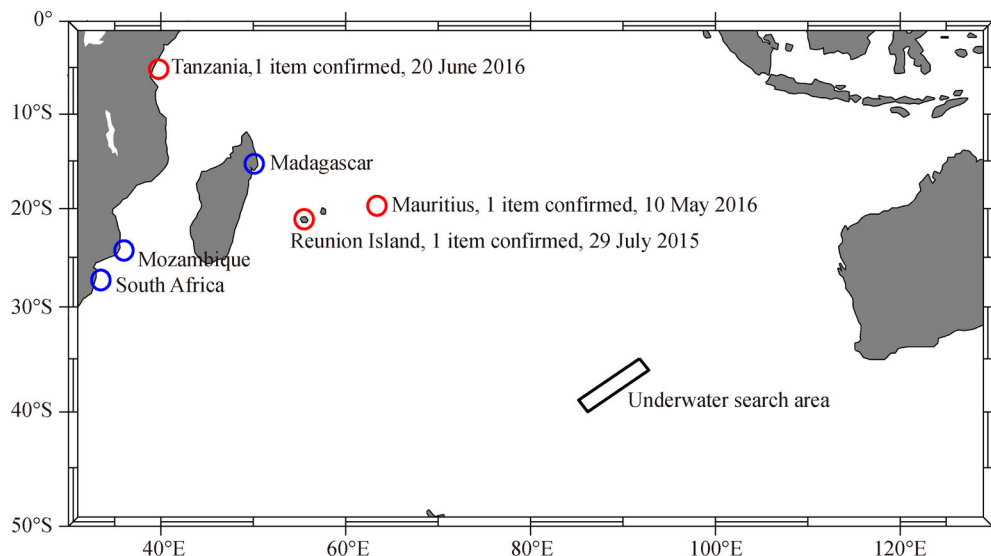 0°
Tanzania,1 item confirmed, 20 June 2016
10°S
Madagascar
20°S
Mauritius, 1 item confirmed, 10 May 2016
Reunion Island, 1 item confirmed, 29 July 2015
Mozambique
South Africa
30°S
Underwater search area
40°S
50°S
40°E 60°E 80°E 100°E 120°E